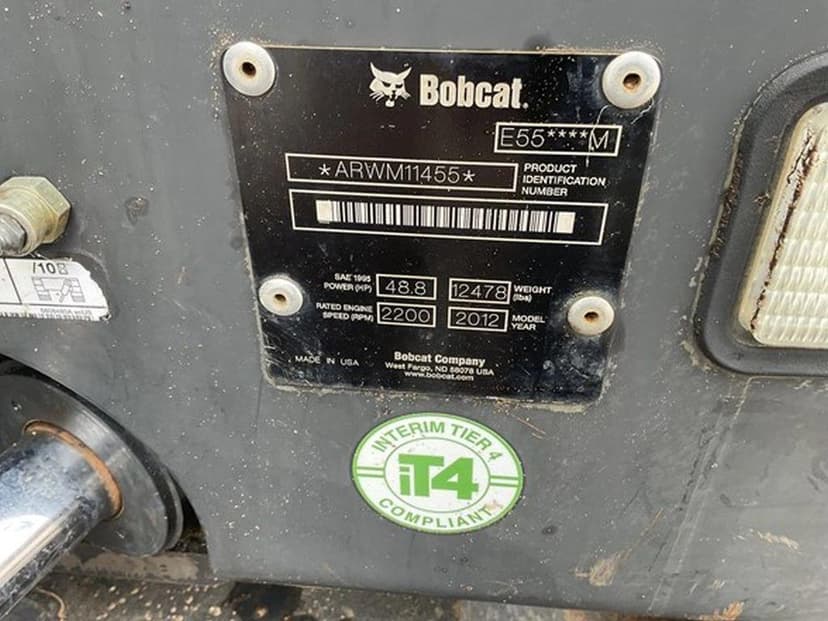 Bobcat.
E55****M
*ARWM11455*
PRODUCT
IDENTIFICATION
NUMBER
SAE 1995
POWER (HP)
48.8
12478
WEIGHT
(lbs)
RATED ENGINE
SPEED (RPM)
2200
2012
MODEL
YEAR
MADE IN USA
Bobcat Company
West Fargo, ND 58078 USA
www.bobcat.com
INTERIM TIER 4
iT4
COMPLIANT